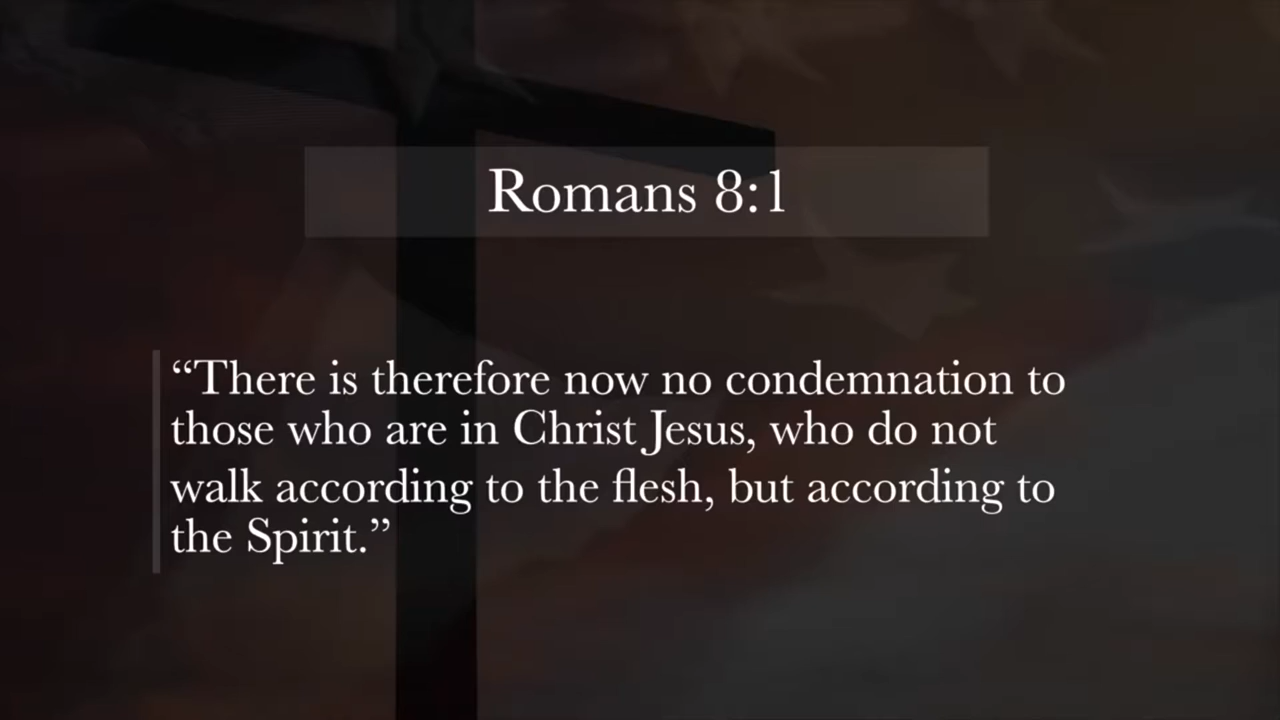 Romans 8:1
“There is therefore now no condemnation to
those who are in Christ Jesus, who do not
walk according to the flesh, but according to
the Spirit.”